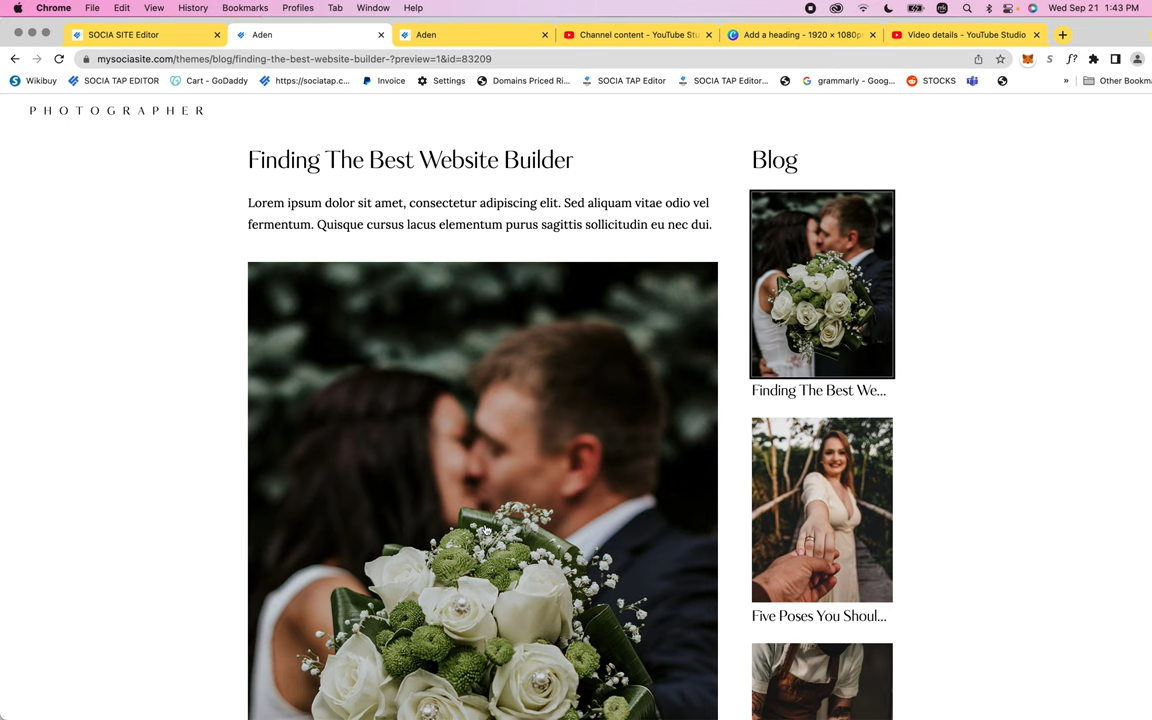 Chrome File Edit View History Bookmarks Profiles Tab Window Help Wed Sep 21 1:43 PM
SOCIA SITE Editor Aden Aden Channel content - YouTube Stu Add a heading - 1920 × 1080p Video details - YouTube Studio
mysociasite.com/themes/blog/finding-the-best-website-builder-?preview=1&id=83209
Wikibuy SOCIA TAP EDITOR Cart - GoDaddy https://sociatap.c... Invoice Settings Domains Priced Ri... SOCIA TAP Editor SOCIA TAP Editor... grammarly - Goog... STOCKS » Other Bookm
PHOTOGRAPHER
Finding The Best Website Builder
Lorem ipsum dolor sit amet, consectetur adipiscing elit. Sed aliquam vitae odio vel
fermentum. Quisque cursus lacus elementum purus sagittis sollicitudin eu nec dui.
Blog
Finding The Best We...
Five Poses You Shoul...